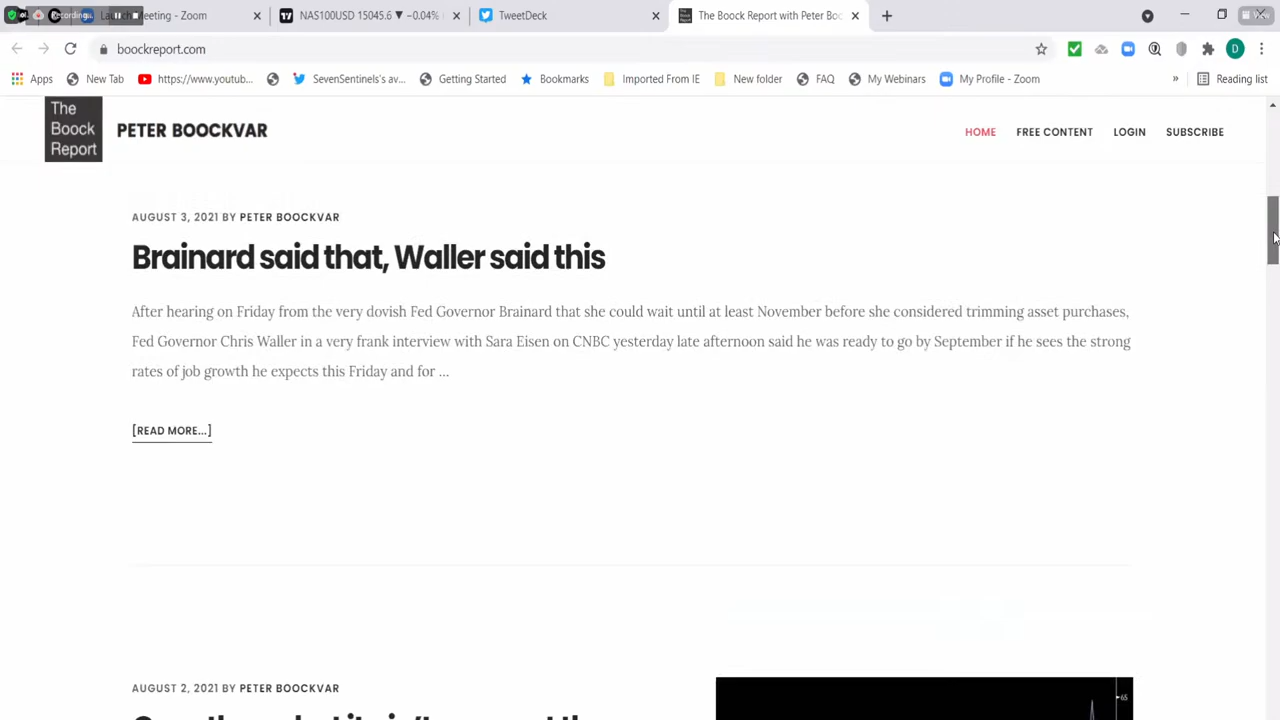 Recording...
Meeting - Zoom
NAS100USD 15045.6 ▼ −0.04%
TweetDeck
The Boock Report with Peter Boo
boockreport.com
Apps
New Tab
https://www.youtub...
SevenSentinels's av...
Getting Started
Bookmarks
Imported From IE
New folder
FAQ
My Webinars
My Profile - Zoom
»
Reading list
D
The
Boock
Report
PETER BOOCKVAR
HOME FREE CONTENT LOGIN SUBSCRIBE
AUGUST 3, 2021 BY PETER BOOCKVAR
Brainard said that, Waller said this
After hearing on Friday from the very dovish Fed Governor Brainard that she could wait until at least November before she considered trimming asset purchases,
Fed Governor Chris Waller in a very frank interview with Sara Eisen on CNBC yesterday late afternoon said he was ready to go by September if he sees the strong
rates of job growth he expects this Friday and for ...
[READ MORE...]
AUGUST 2, 2021 BY PETER BOOCKVAR
65